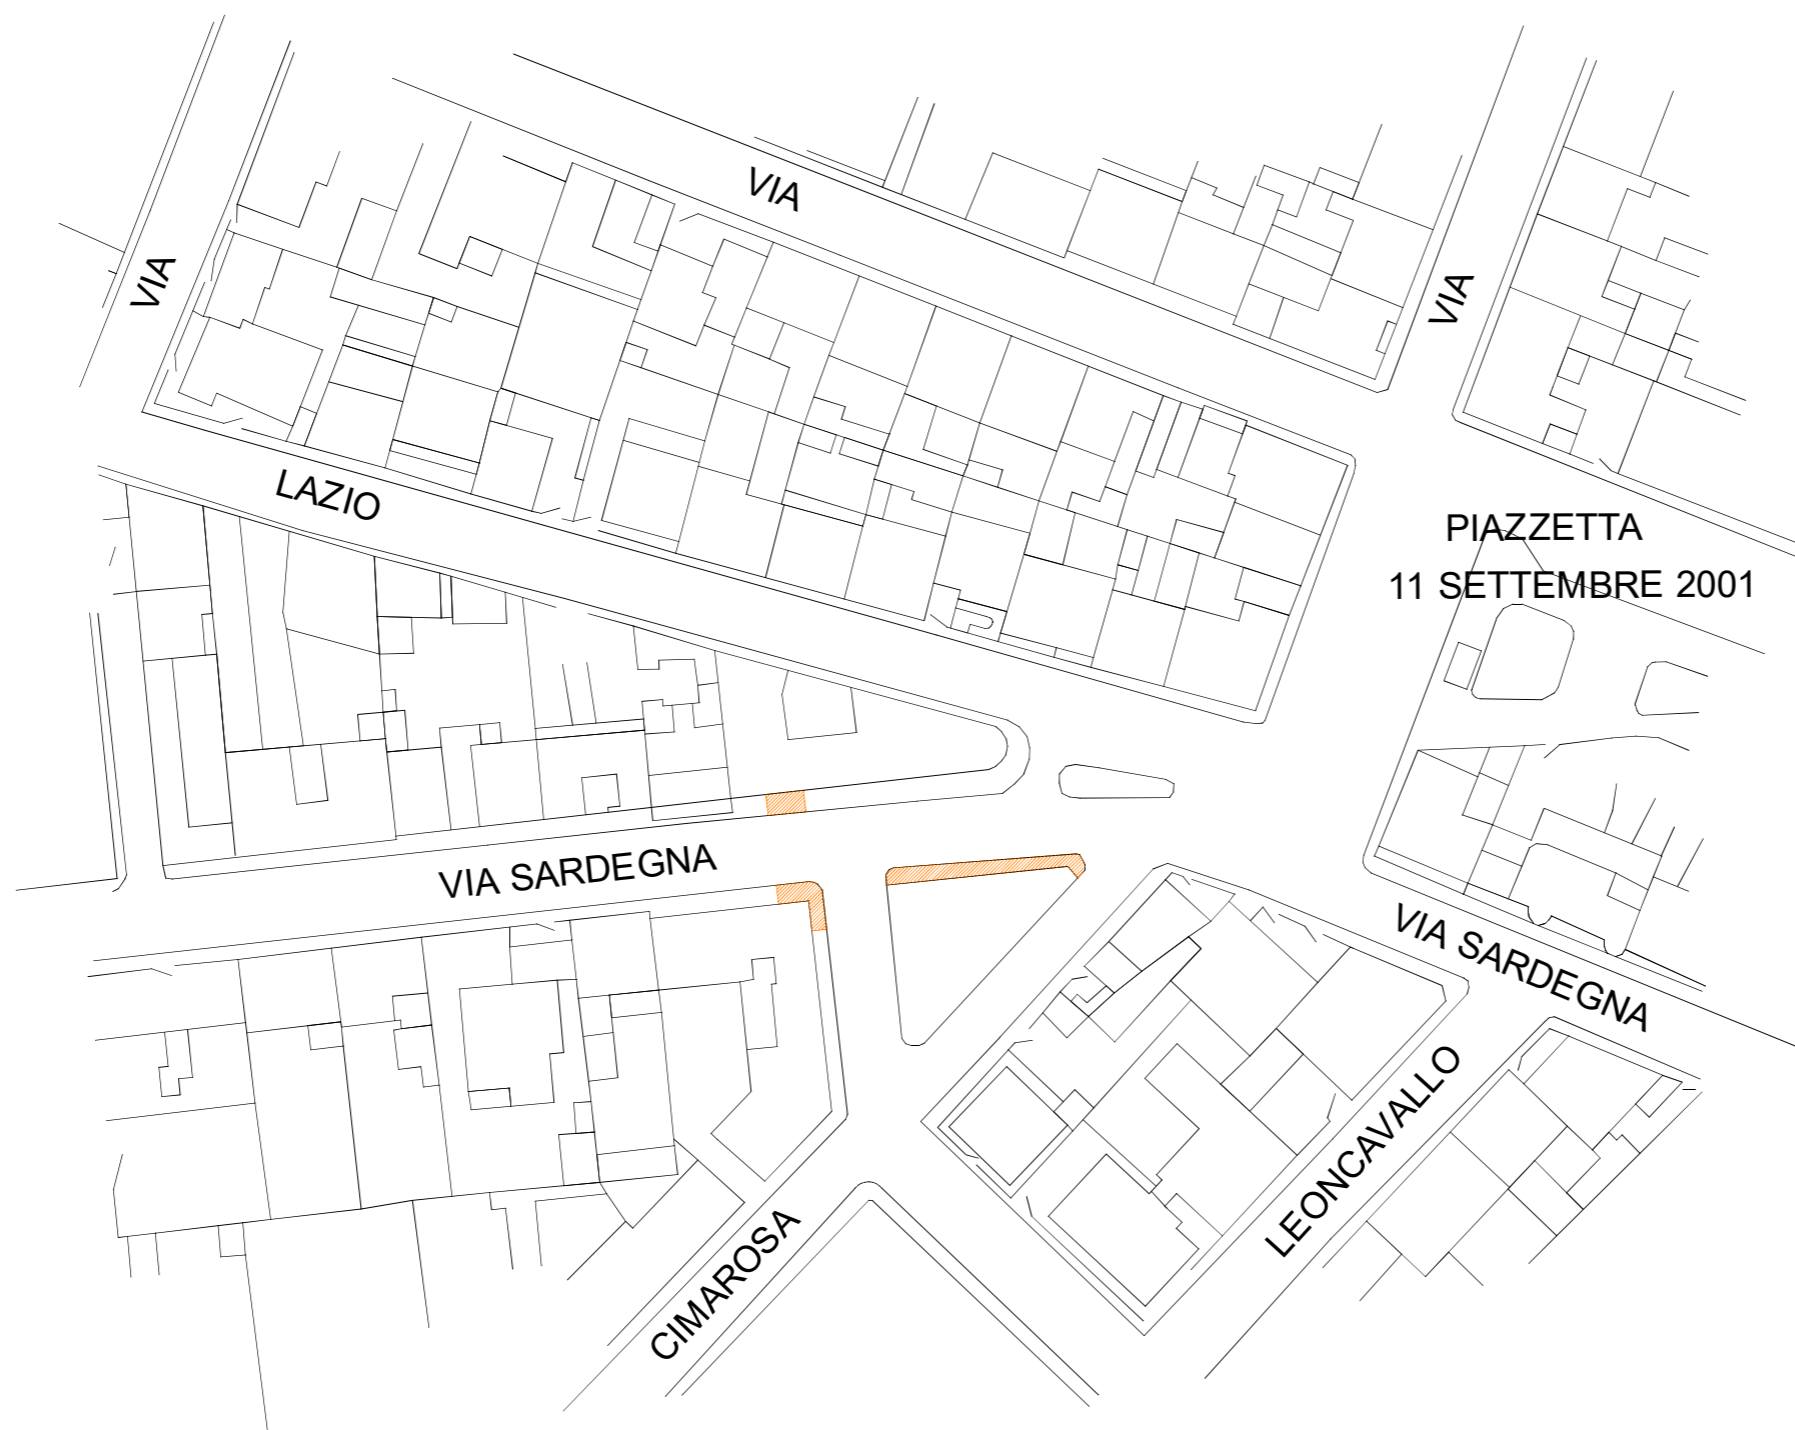 VIA
VIA
VIA
LAZIO
PIAZZETTA
11 SETTEMBRE 2001
VIA SARDEGNA
VIA SARDEGNA
LEONCAVALLO
CIMAROSA